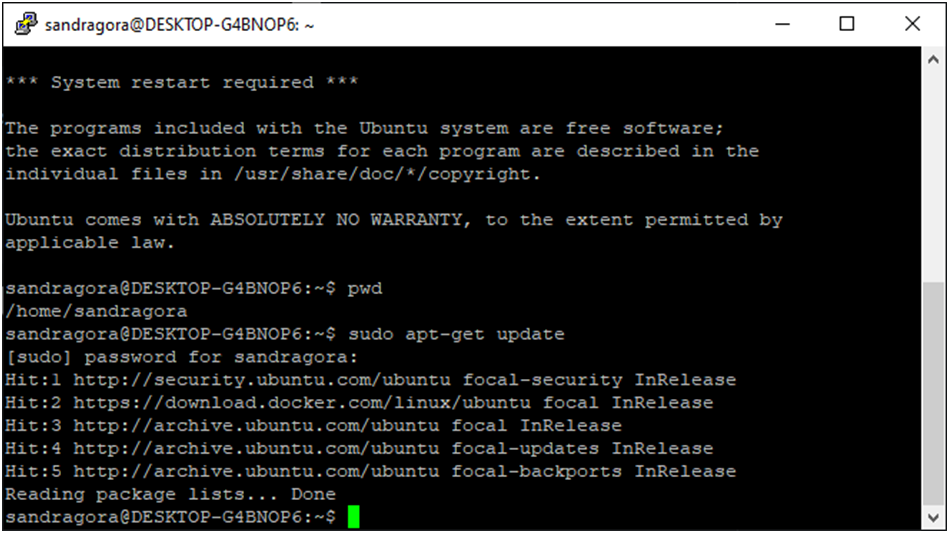 sandragora@DESKTOP-G4BNOP6: ~
*** System restart required ***
The programs included with the Ubuntu system are free software;
the exact distribution terms for each program are described in the
individual files in /usr/share/doc/*/copyright.
Ubuntu comes with ABSOLUTELY NO WARRANTY, to the extent permitted by
applicable law.
sandragora@DESKTOP-G4BNOP6:~$ pwd
/home/sandragora
sandragora@DESKTOP-G4BNOP6:~$ sudo apt-get update
[sudo] password for sandragora:
Hit:1 http://security.ubuntu.com/ubuntu focal-security InRelease
Hit:2 https://download.docker.com/linux/ubuntu focal InRelease
Hit:3 http://archive.ubuntu.com/ubuntu focal InRelease
Hit:4 http://archive.ubuntu.com/ubuntu focal-updates InRelease
Hit:5 http://archive.ubuntu.com/ubuntu focal-backports InRelease
Reading package lists... Done
sandragora@DESKTOP-G4BNOP6:~$